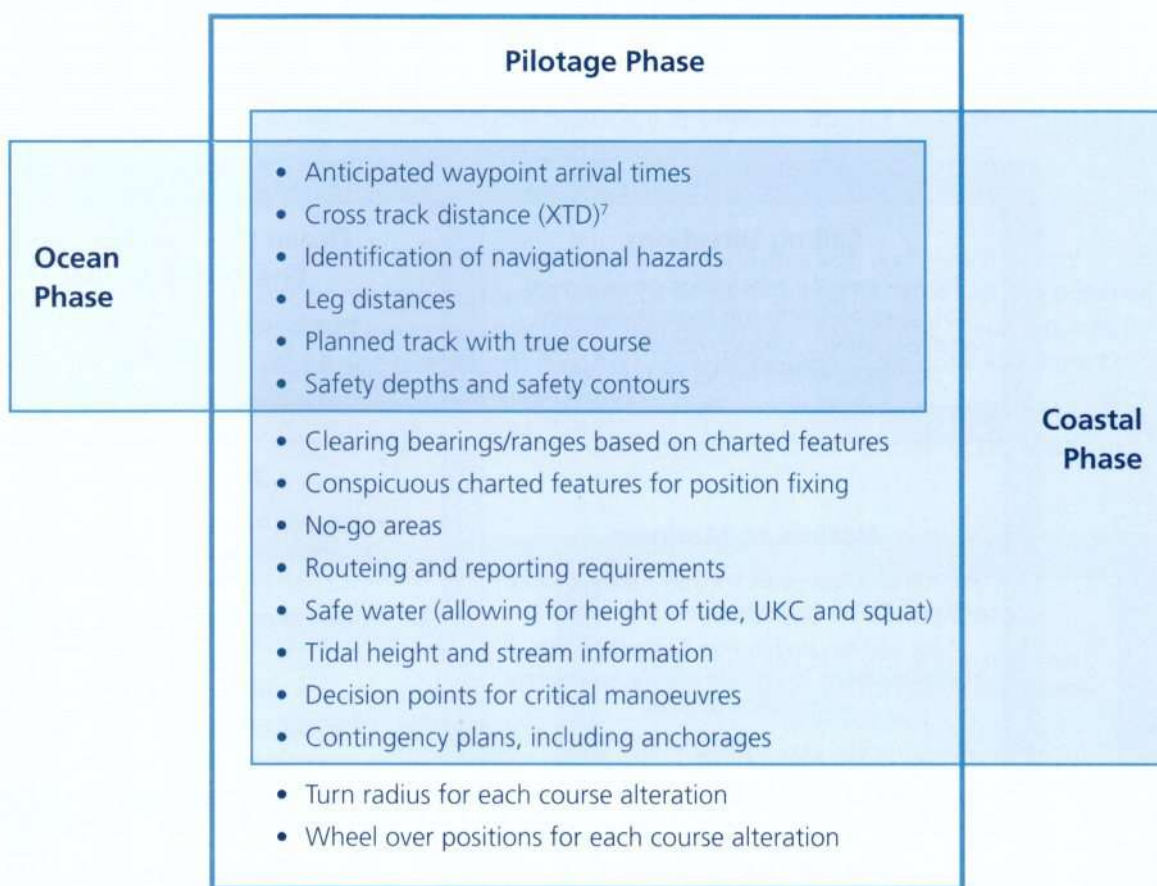 Pilotage Phase
Ocean
Phase
• Anticipated waypoint arrival times
• Cross track distance (XTD)⁷
• Identification of navigational hazards
• Leg distances
• Planned track with true course
• Safety depths and safety contours
Coastal
Phase
• Clearing bearings/ranges based on charted features
• Conspicuous charted features for position fixing
• No-go areas
• Routeing and reporting requirements
• Safe water (allowing for height of tide, UKC and squat)
• Tidal height and stream information
• Decision points for critical manoeuvres
• Contingency plans, including anchorages
• Turn radius for each course alteration
• Wheel over positions for each course alteration